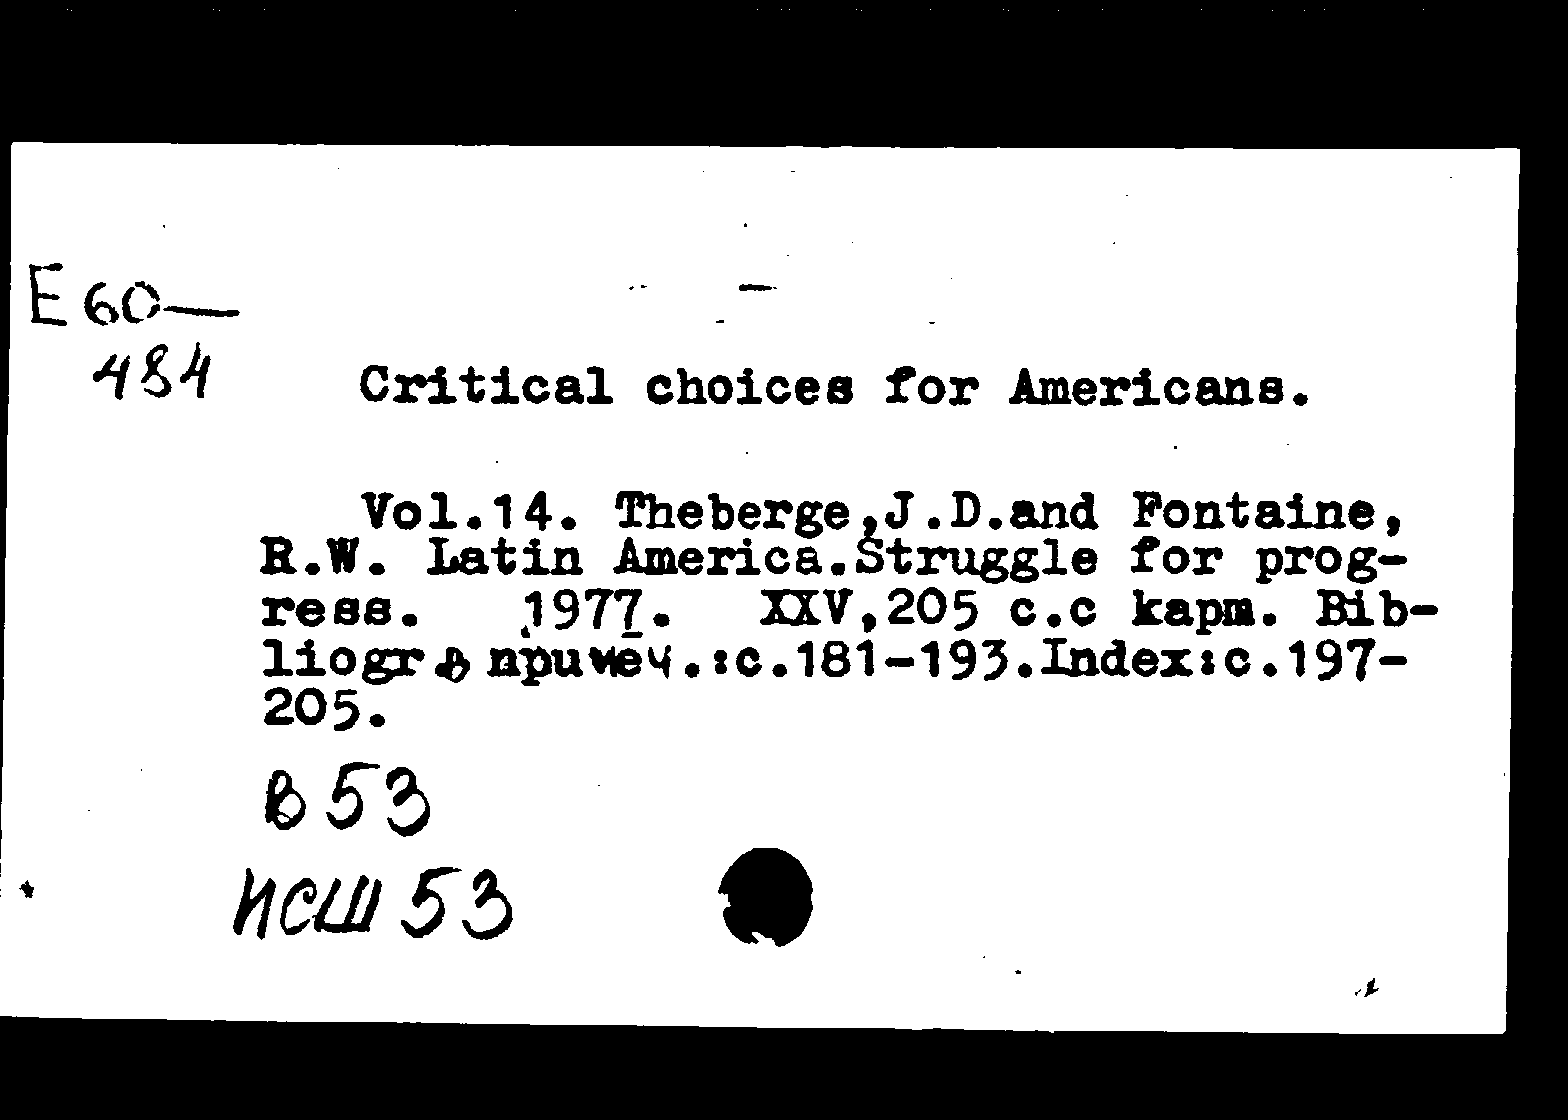 E 60—
484
Critical choices for Americans.
Vol.14. Theberge,J.D.and Fontaine,
R.W. Latin America.Struggle for prog-
ress. 1977. XXV,205 с.с карт. Bib-
liogr в примеч.:с.181-193.Index:с.197-
205.
В 53
ИСШ 53